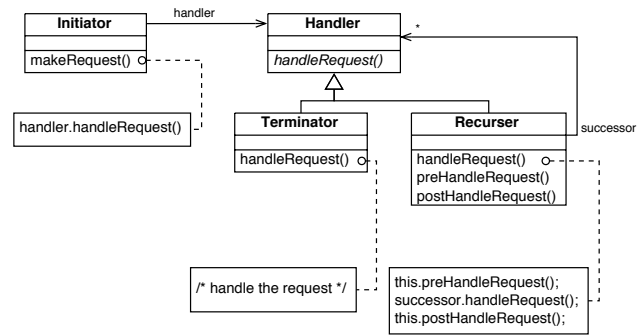 handler
Initiator
Handler
*
makeRequest()
handleRequest()
handler.handleRequest()
Terminator
Recurser
successor
handleRequest()
handleRequest()
preHandleRequest()
postHandleRequest()
/* handle the request */
this.preHandleRequest();
successor.handleRequest();
this.postHandleRequest();